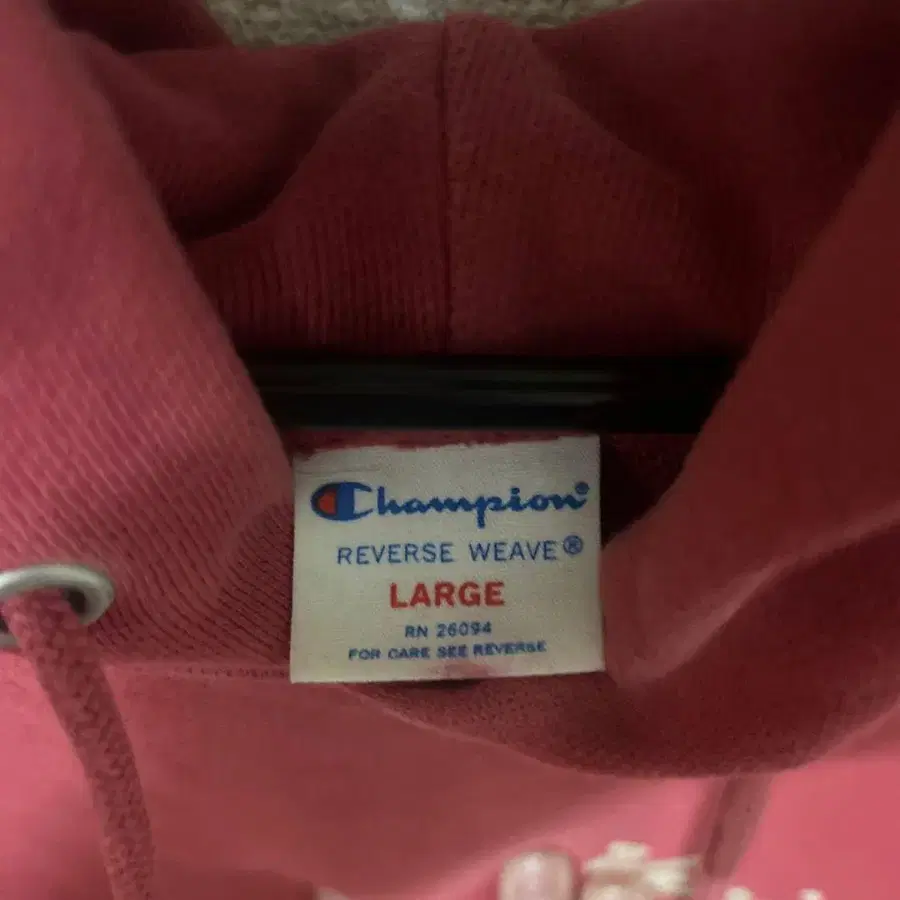 Champion®
REVERSE WEAVE®
LARGE
RN 26094
FOR CARE SEE REVERSE